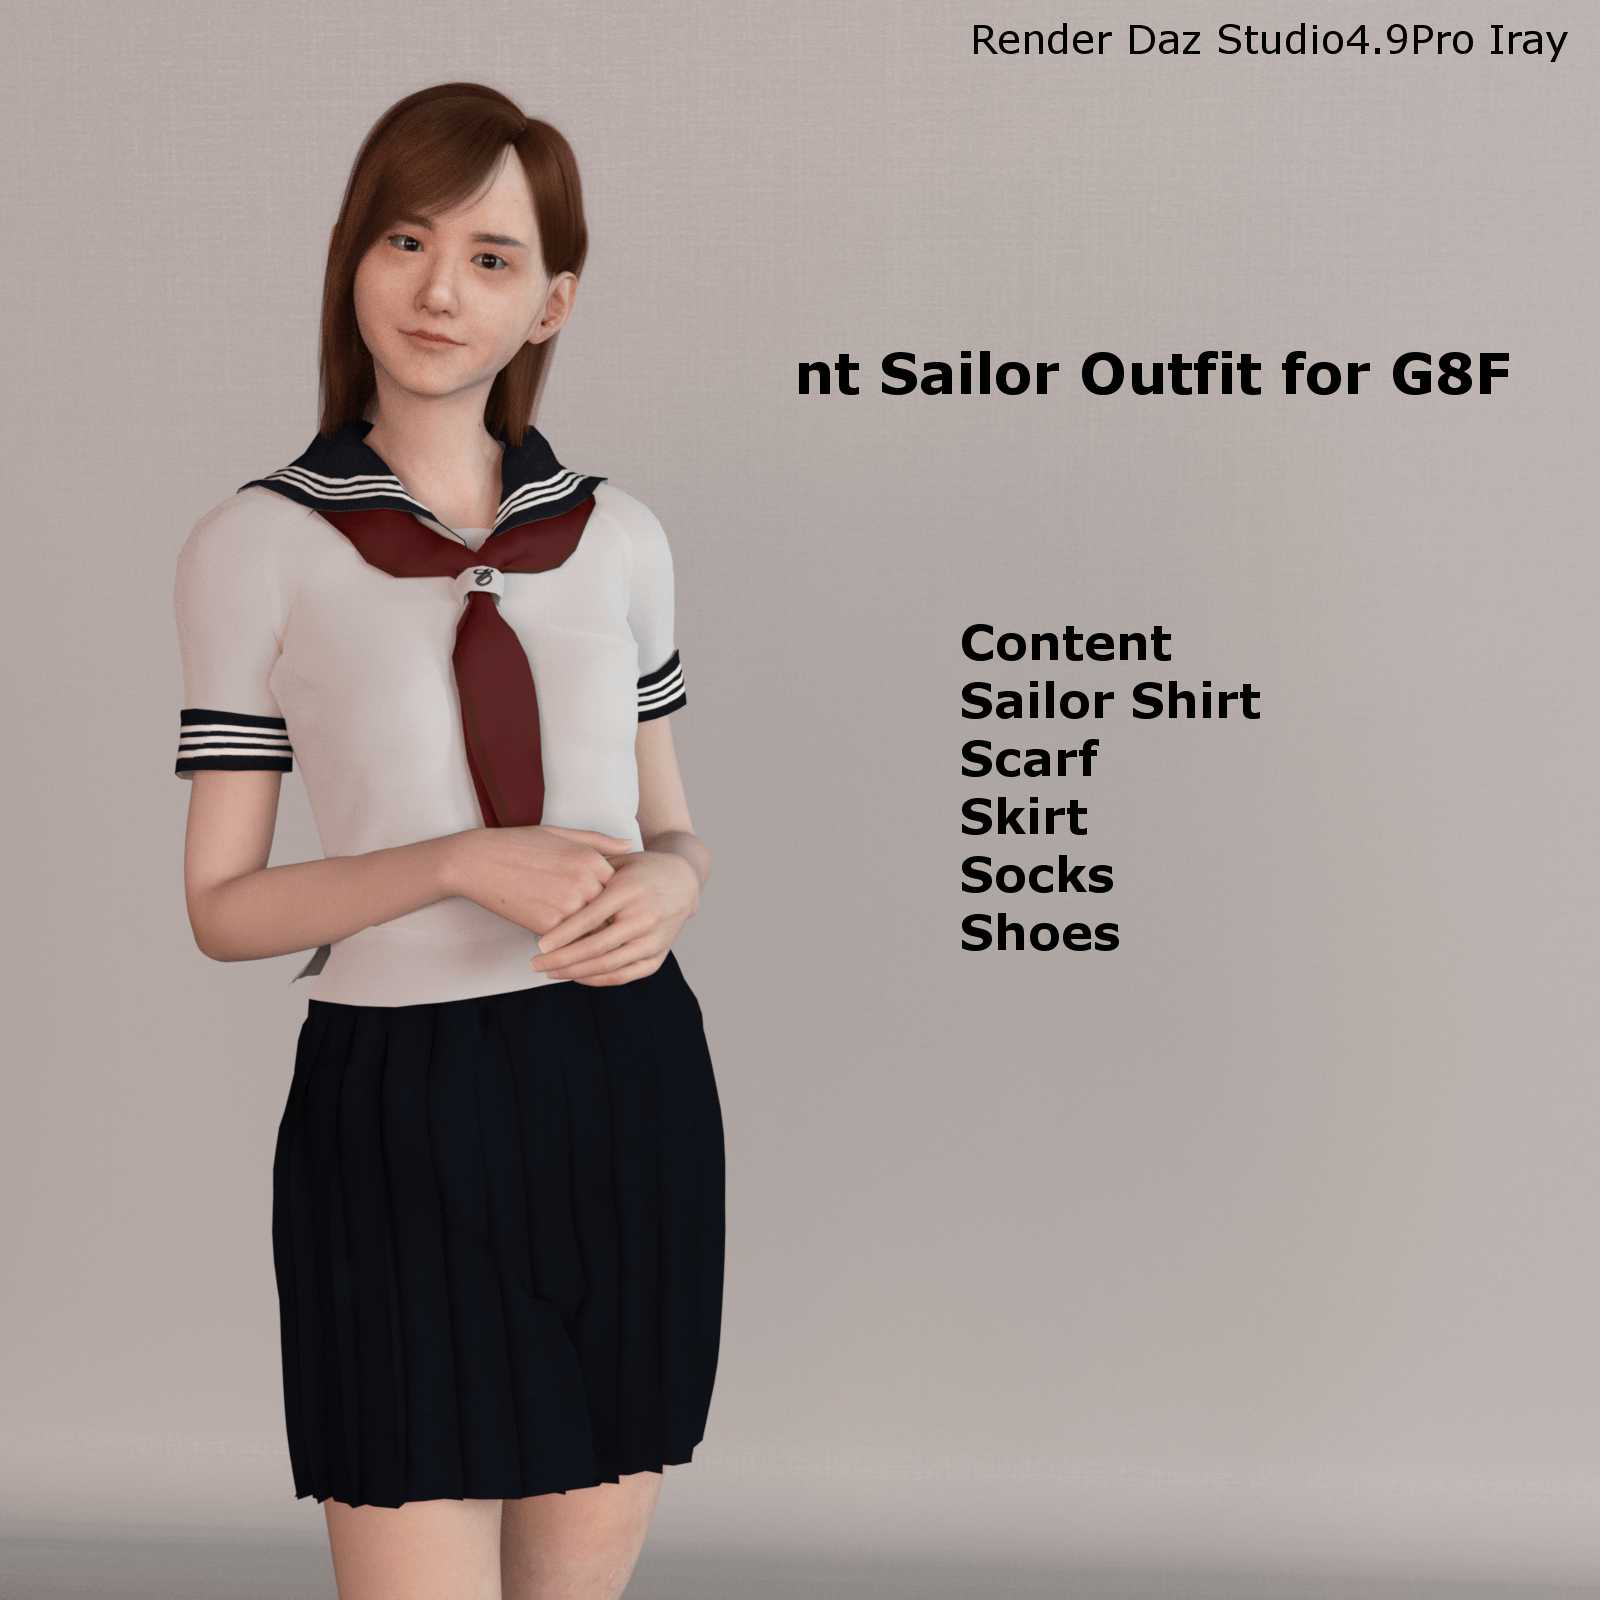 Render Daz Studio4.9Pro Iray
nt Sailor Outfit for G8F
Content
Sailor Shirt
Scarf
Skirt
Socks
Shoes